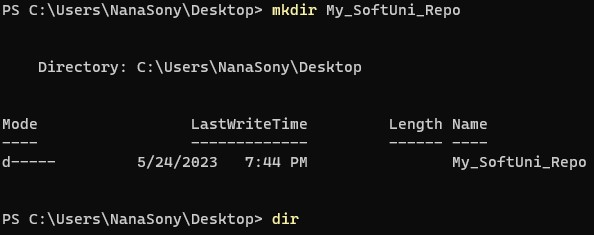 PS C:\Users\NanaSony\Desktop> mkdir My_SoftUni_Repo
Directory: C:\Users\NanaSony\Desktop
Mode LastWriteTime Length Name
---- ------------- ------ ----
d----- 5/24/2023 7:44 PM My_SoftUni_Repo
PS C:\Users\NanaSony\Desktop> dir